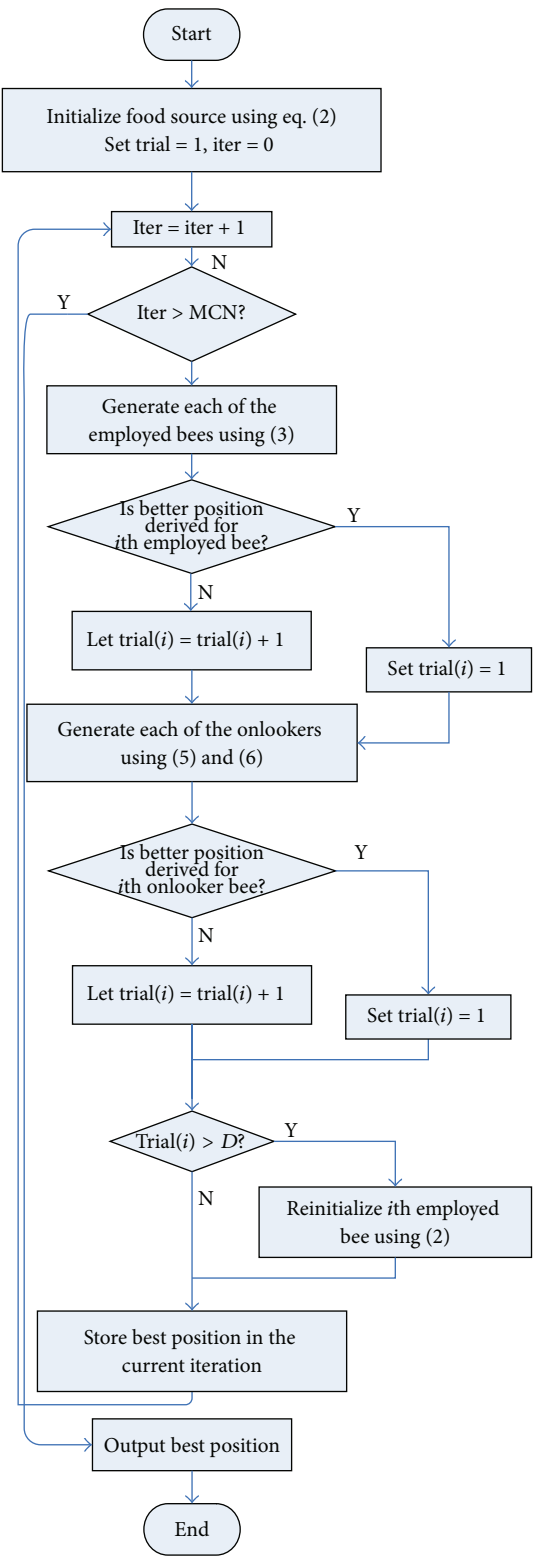 Start
Initialize food source using eq. (2)
Set trial = 1, iter = 0
Iter = iter + 1
N
Y
Iter > MCN?
Generate each of the
employed bees using (3)
Is better position
derived for
ith employed bee?
Y
N
Let trial(i) = trial(i) + 1
Set trial(i) = 1
Generate each of the onlookers
using (5) and (6)
Is better position
derived for
ith onlooker bee?
Y
N
Let trial(i) = trial(i) + 1
Set trial(i) = 1
Trial(i) > D?
Y
N
Reinitialize ith employed
bee using (2)
Store best position in the
current iteration
Output best position
End